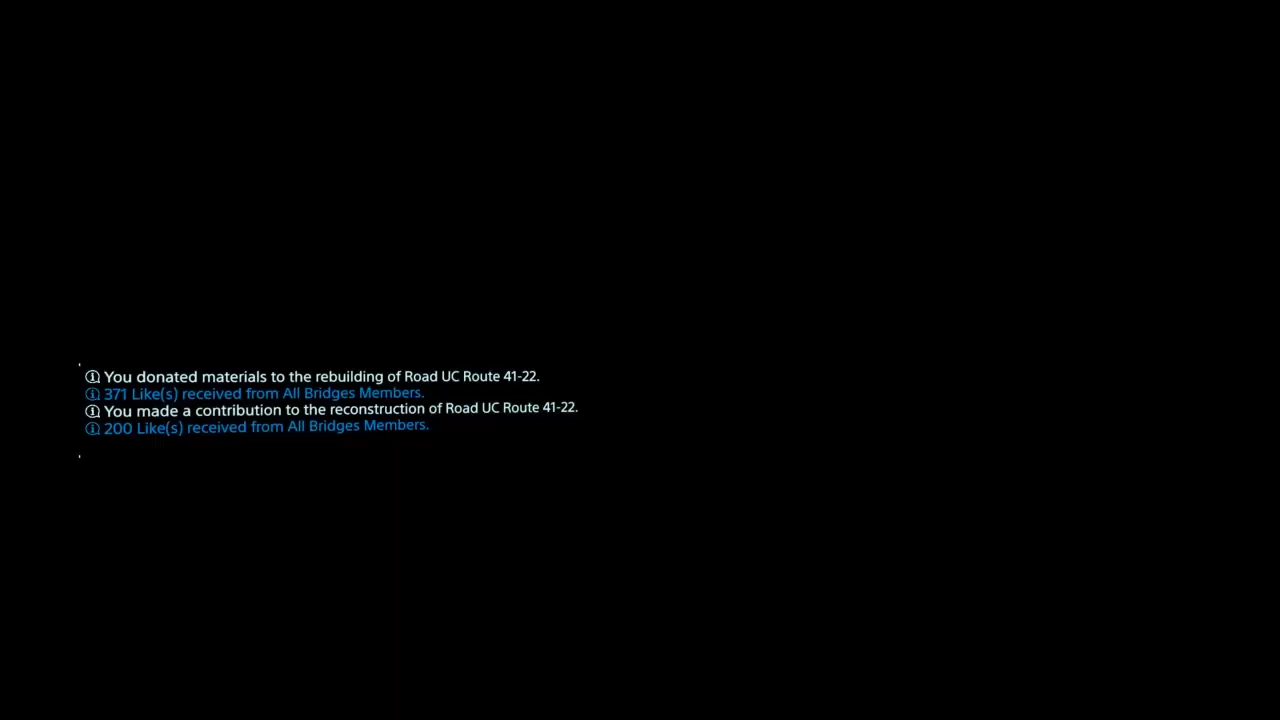 You donated materials to the rebuilding of Road UC Route 41-22.
371 Like(s) received from All Bridges Members.
You made a contribution to the reconstruction of Road UC Route 41-22.
200 Like(s) received from All Bridges Members.